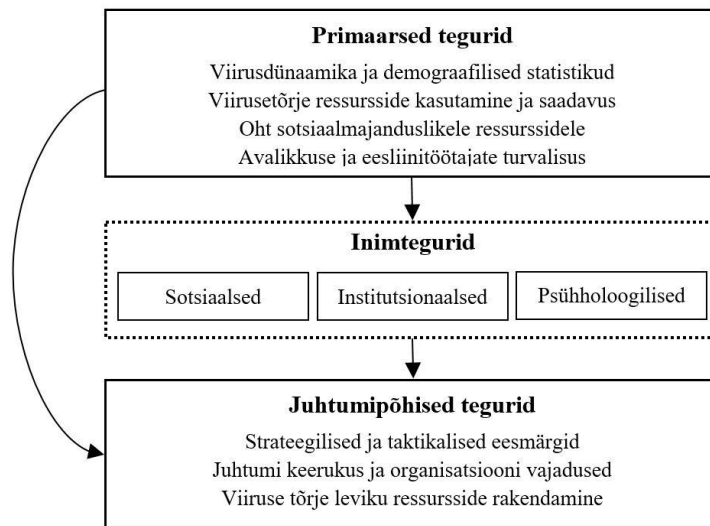 Primaarsed tegurid
Viirusdünaamika ja demograafilised statistikud
Viirusetõrje ressursside kasutamine ja saadavus
Oht sotsiaalmajanduslikele ressurssidele
Avalikkuse ja eesliinitöötajate turvalisus
Inimtegurid
Sotsiaalsed
Institutsionaalsed
Psühholoogilised
Juhtumipõhised tegurid
Strateegilised ja taktikalised eesmärgid
Juhtumi keerukus ja organisatsiooni vajadused
Viiruse tõrje leviku ressursside rakendamine